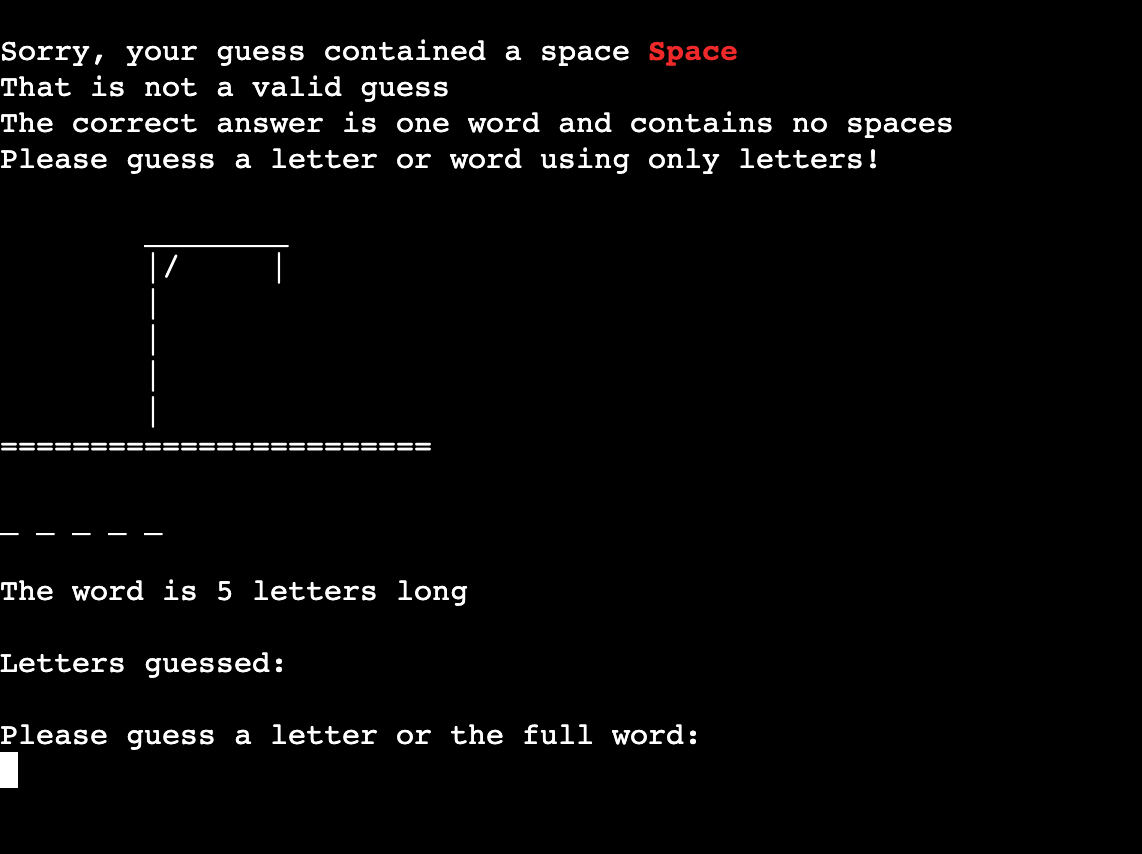 Sorry, your guess contained a space Space
That is not a valid guess
The correct answer is one word and contains no spaces
Please guess a letter or word using only letters!
________
|/      |
|
|
|
|
========================
_ _ _ _ _
The word is 5 letters long
Letters guessed:
Please guess a letter or the full word: